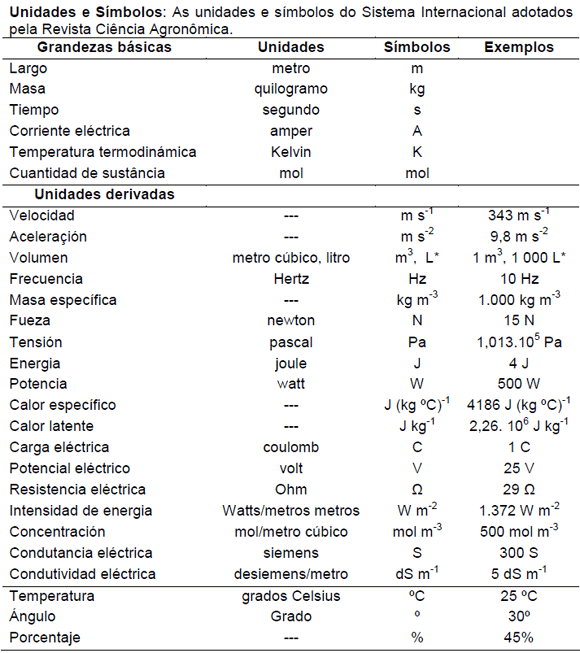 Unidades e Símbolos: As unidades e símbolos do Sistema Internacional adotados
pela Revista Ciência Agronômica.
Grandezas básicas Unidades Símbolos Exemplos
Largo metro m
Masa quilogramo kg
Tiempo segundo s
Corriente eléctrica amper A
Temperatura termodinámica Kelvin K
Cuantidad de sustância mol mol
Unidades derivadas
Velocidad --- m s⁻¹ 343 m s⁻¹
Aceleraçión --- m s⁻² 9,8 m s⁻²
Volumen metro cúbico, litro m³, L* 1 m³, 1 000 L*
Frecuencia Hertz Hz 10 Hz
Masa específica --- kg m⁻³ 1.000 kg m⁻³
Fueza newton N 15 N
Tensión pascal Pa 1,013.10⁵ Pa
Energia joule J 4 J
Potencia watt W 500 W
Calor específico --- J (kg ºC)⁻¹ 4186 J (kg ºC)⁻¹
Calor latente --- J kg⁻¹ 2,26. 10⁶ J kg⁻¹
Carga eléctrica coulomb C 1 C
Potencial eléctrico volt V 25 V
Resistencia eléctrica Ohm Ω 29 Ω
Intensidad de energia Watts/metros metros W m⁻² 1.372 W m⁻²
Concentración mol/metro cúbico mol m⁻³ 500 mol m⁻³
Condutancia eléctrica siemens S 300 S
Condutividad eléctrica desiemens/metro dS m⁻¹ 5 dS m⁻¹
Temperatura grados Celsius ºC 25 ºC
Ángulo Grado º 30º
Porcentaje --- % 45%